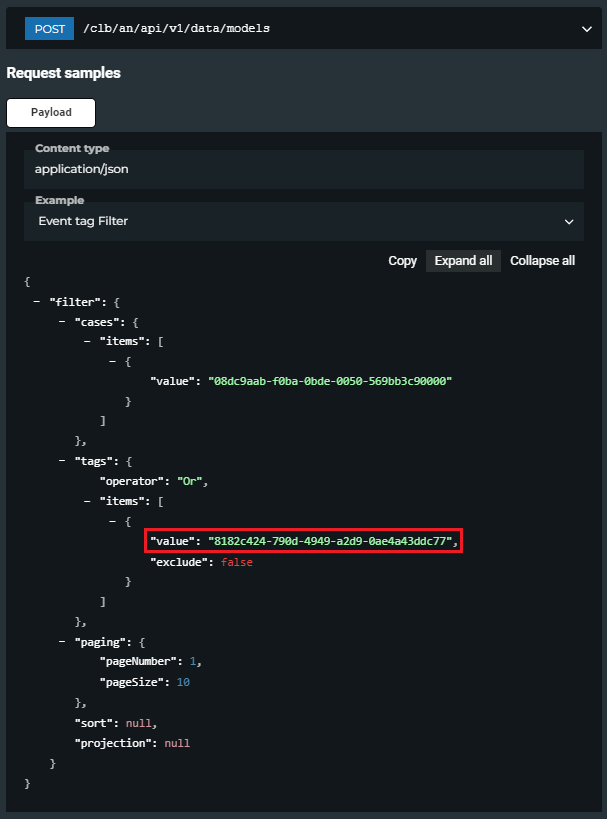 POST /clb/an/api/v1/data/models
Request samples
Payload
Content type
application/json
Example
Event tag Filter
Copy Expand all Collapse all
{
− "filter": {
− "cases": {
− "items": [
− {
"value": "08dc9aab-f0ba-0bde-0050-569bb3c90000"
}
]
},
− "tags": {
"operator": "Or",
− "items": [
− {
"value": "8182c424-790d-4949-a2d9-0ae4a43ddc77",
"exclude": false
}
]
},
− "paging": {
"pageNumber": 1,
"pageSize": 10
},
"sort": null,
"projection": null
}
}